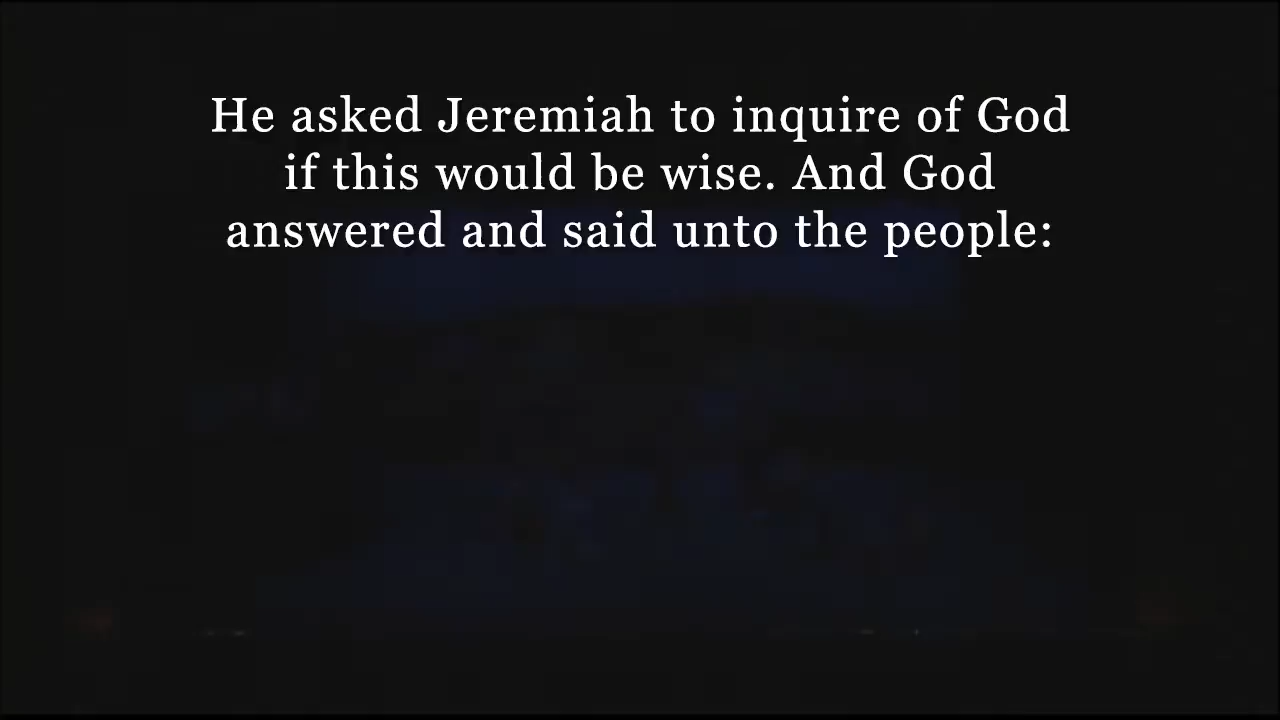 He asked Jeremiah to inquire of God
if this would be wise. And God
answered and said unto the people: